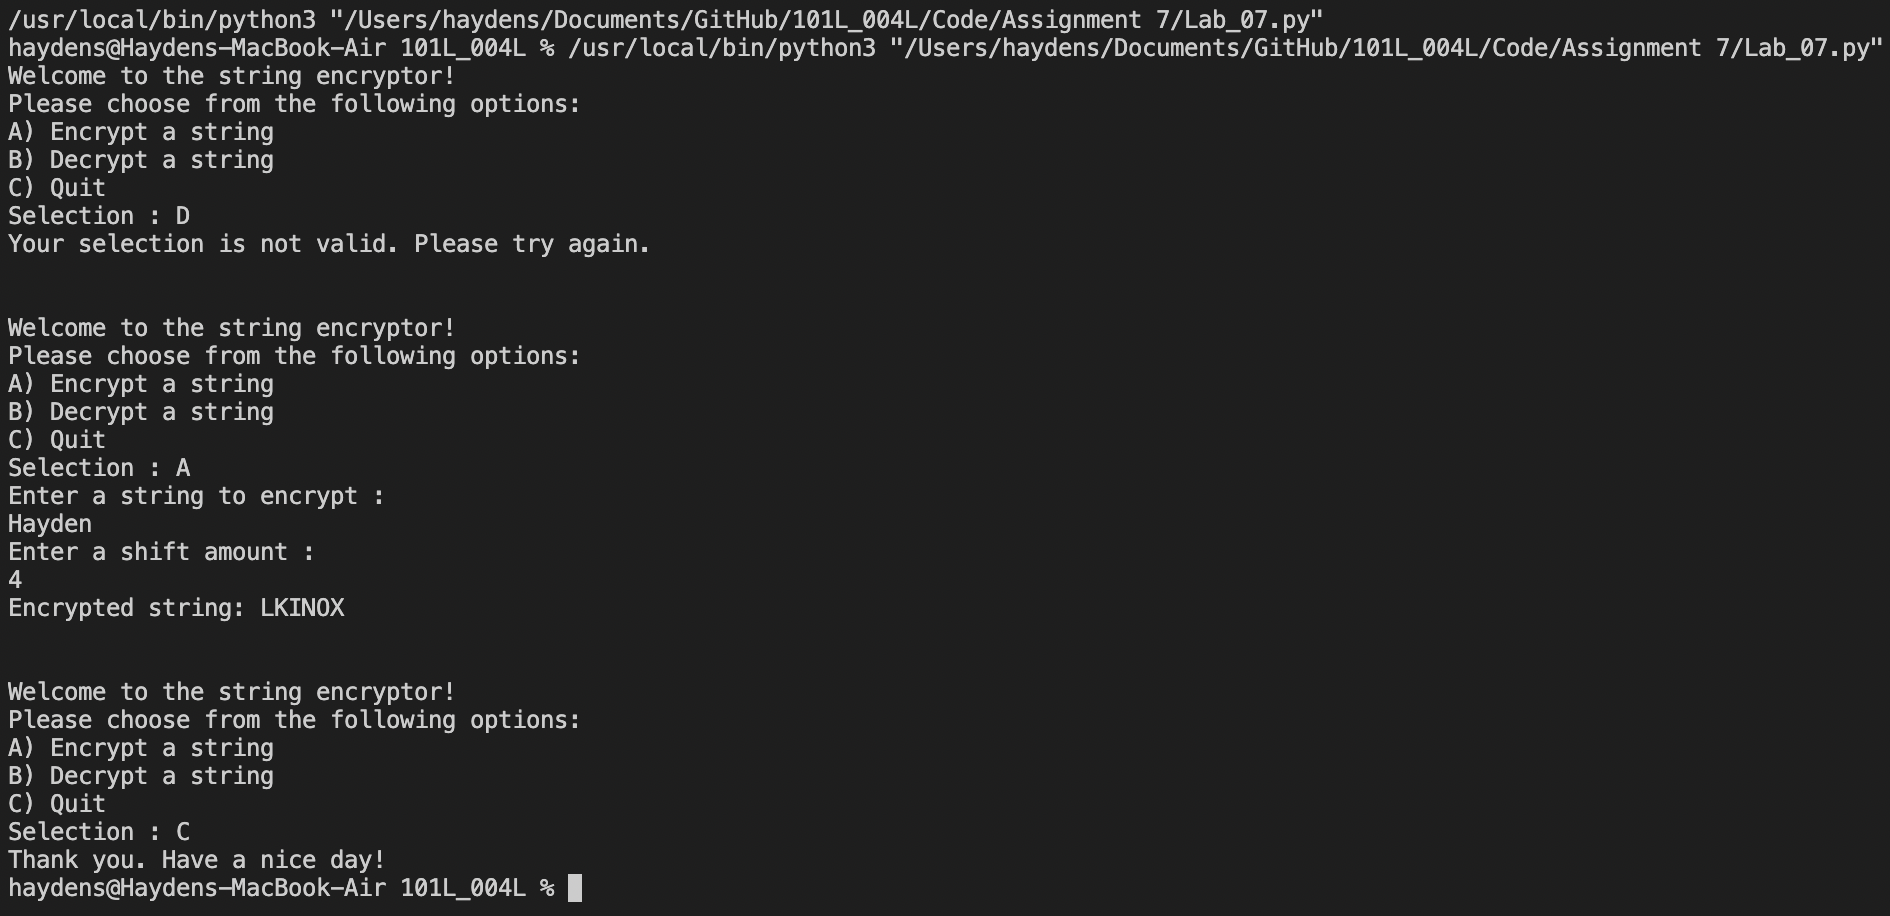 /usr/local/bin/python3 "/Users/haydens/Documents/GitHub/101L_004L/Code/Assignment 7/Lab_07.py"
haydens@Haydens-MacBook-Air 101L_004L % /usr/local/bin/python3 "/Users/haydens/Documents/GitHub/101L_004L/Code/Assignment 7/Lab_07.py"
Welcome to the string encryptor!
Please choose from the following options:
A) Encrypt a string
B) Decrypt a string
C) Quit
Selection : D
Your selection is not valid. Please try again.
Welcome to the string encryptor!
Please choose from the following options:
A) Encrypt a string
B) Decrypt a string
C) Quit
Selection : A
Enter a string to encrypt :
Hayden
Enter a shift amount :
4
Encrypted string: LKINOX
Welcome to the string encryptor!
Please choose from the following options:
A) Encrypt a string
B) Decrypt a string
C) Quit
Selection : C
Thank you. Have a nice day!
haydens@Haydens-MacBook-Air 101L_004L %